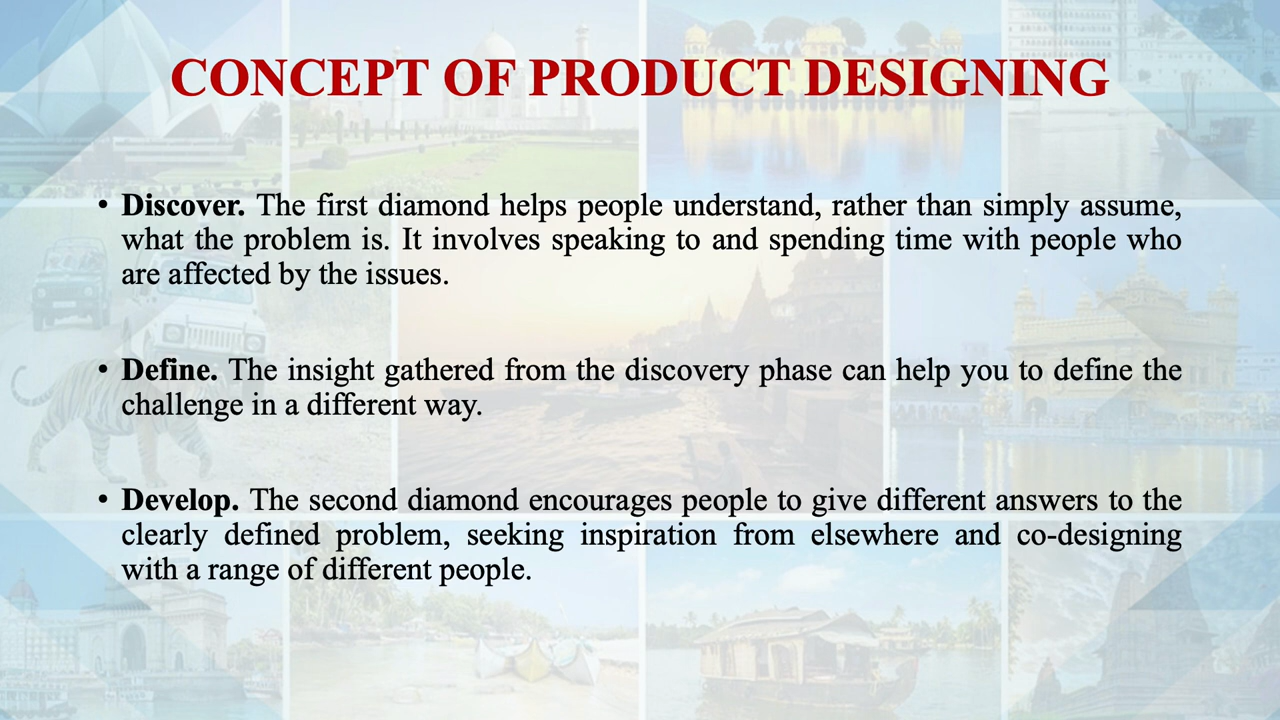 CONCEPT OF PRODUCT DESIGNING
• Discover. The first diamond helps people understand, rather than simply assume,
what the problem is. It involves speaking to and spending time with people who
are affected by the issues.
• Define. The insight gathered from the discovery phase can help you to define the
challenge in a different way.
• Develop. The second diamond encourages people to give different answers to the
clearly defined problem, seeking inspiration from elsewhere and co-designing
with a range of different people.